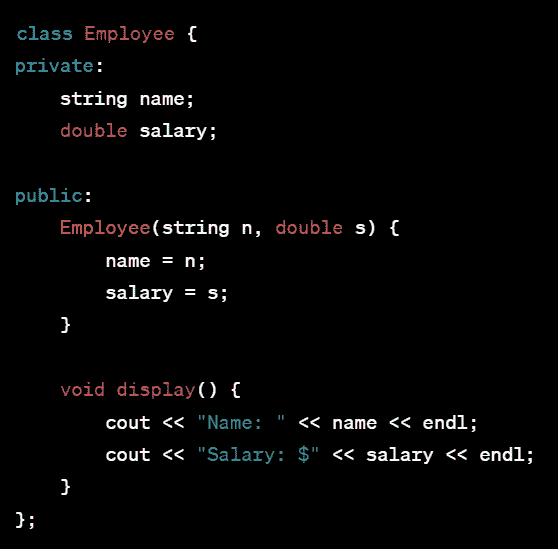 class Employee {
private:
    string name;
    double salary;

public:
    Employee(string n, double s) {
        name = n;
        salary = s;
    }

    void display() {
        cout << "Name: " << name << endl;
        cout << "Salary: $" << salary << endl;
    }
};